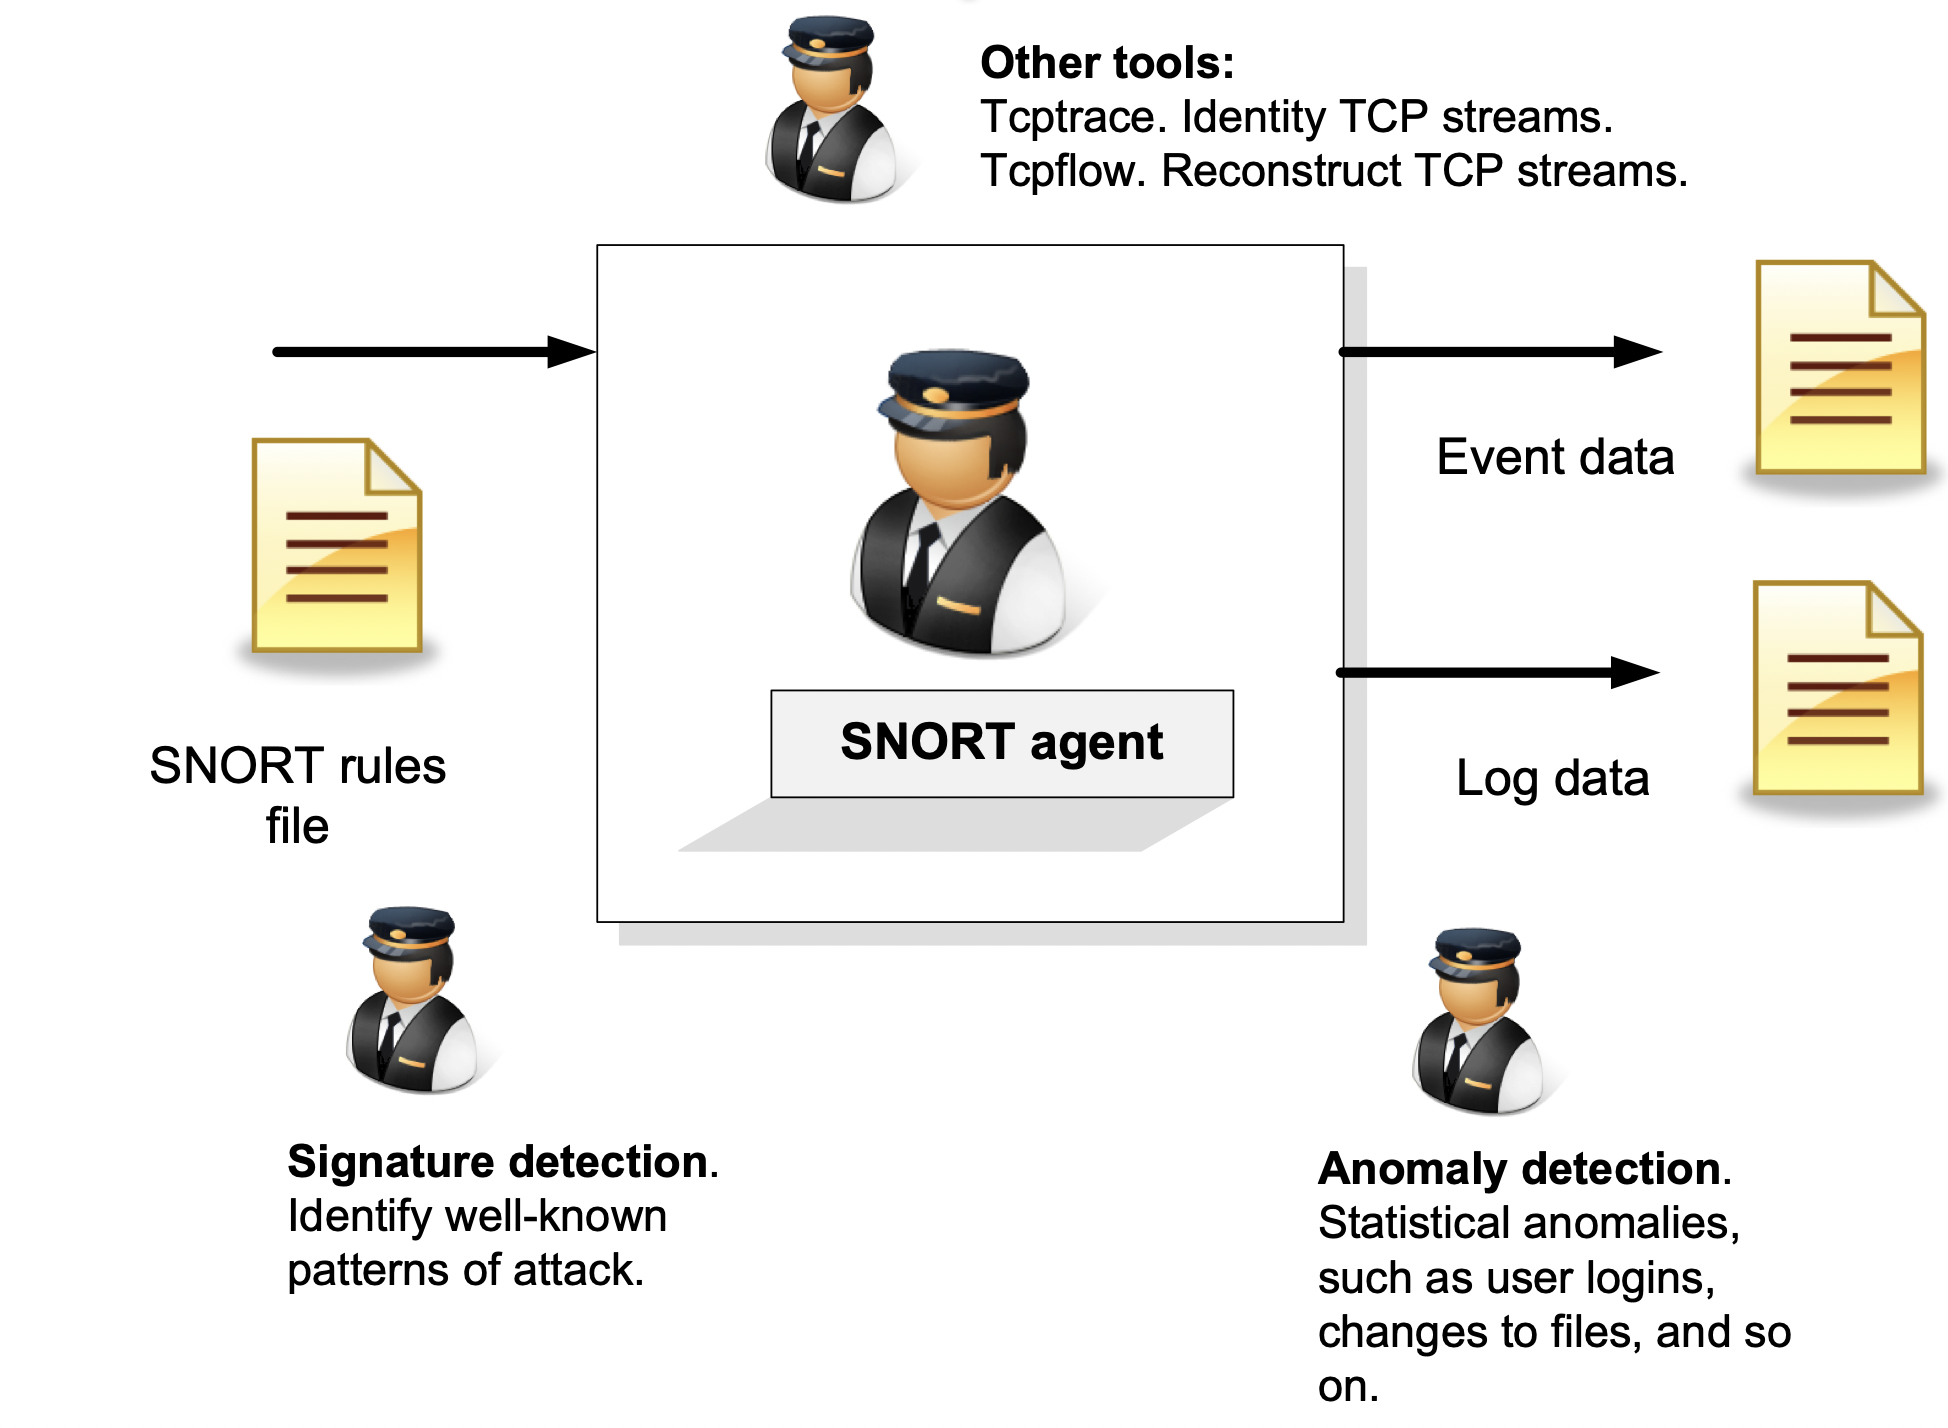 Other tools:
Tcptrace. Identity TCP streams.
Tcpflow. Reconstruct TCP streams.
Event data
SNORT agent
SNORT rules
file
Log data
Signature detection.
Identify well-known
patterns of attack.
Anomaly detection.
Statistical anomalies,
such as user logins,
changes to files, and so
on.